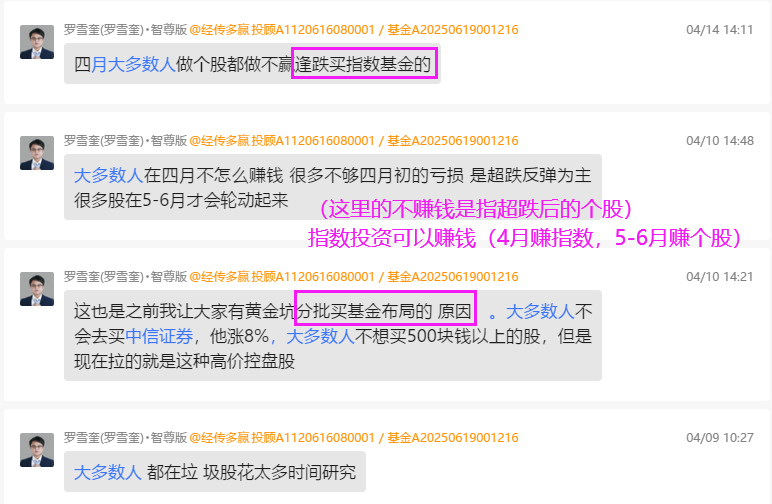 罗雪奎(罗雪奎)·智尊版 @经传多赢 投顾A1120616080001 / 基金A20250619001216 04/14 14:11
四月大多数人做个股都做不赢逢跌买指数基金的
罗雪奎(罗雪奎)·智尊版 @经传多赢 投顾A1120616080001 / 基金A20250619001216 04/10 14:48
大多数人在四月不怎么赚钱 很多不够四月初的亏损 是超跌反弹为主
很多股在5-6月才会轮动起来
（这里的不赚钱是指超跌后的个股）
指数投资可以赚钱（4月赚指数，5-6月赚个股）
罗雪奎(罗雪奎)·智尊版 @经传多赢 投顾A1120616080001 / 基金A20250619001216 04/10 14:21
这也是之前我让大家有黄金坑分批买基金布局的 原因 。大多数人不
会去买中信证券，他涨8%，大多数人不想买500块钱以上的股，但是
现在拉的就是这种高价控盘股
罗雪奎(罗雪奎)·智尊版 @经传多赢 投顾A1120616080001 / 基金A20250619001216 04/09 10:27
大多数人 都在垃 圾股花太多时间研究